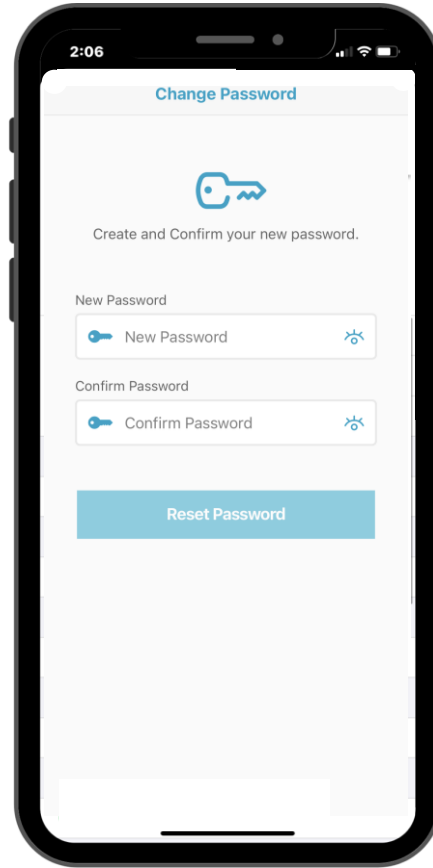 2:06
Change Password
Create and Confirm your new password.
New Password
New Password
Confirm Password
Confirm Password
Reset Password